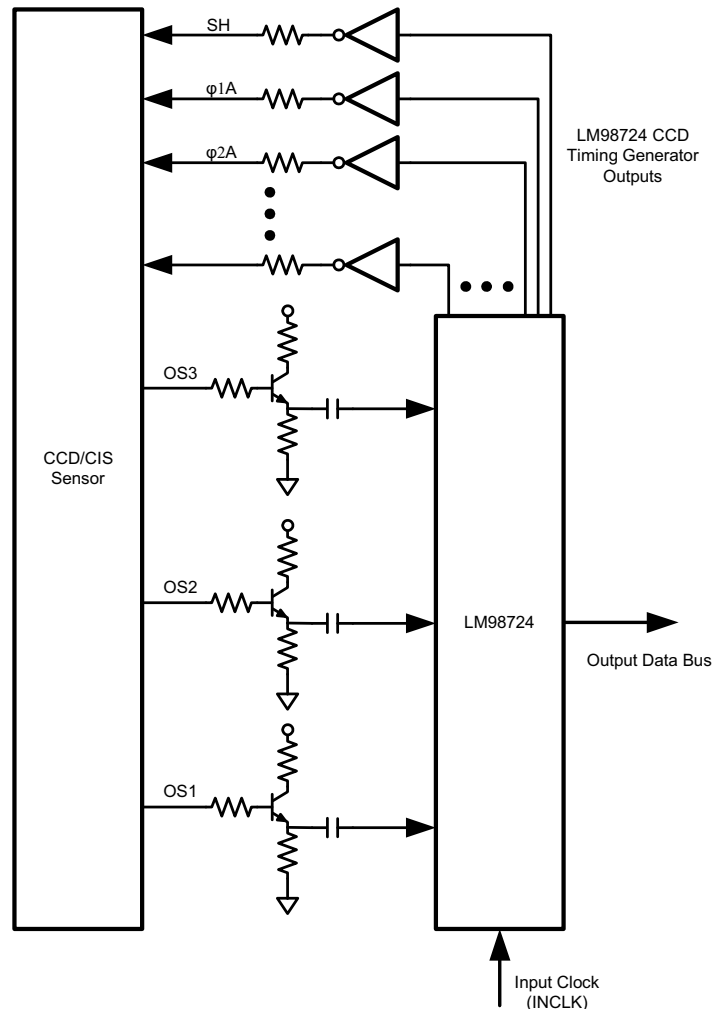 SH
φ1A
φ2A
LM98724 CCD
Timing Generator
Outputs
OS3
CCD/CIS
Sensor
OS2
LM98724
Output Data Bus
OS1
Input Clock
(INCLK)